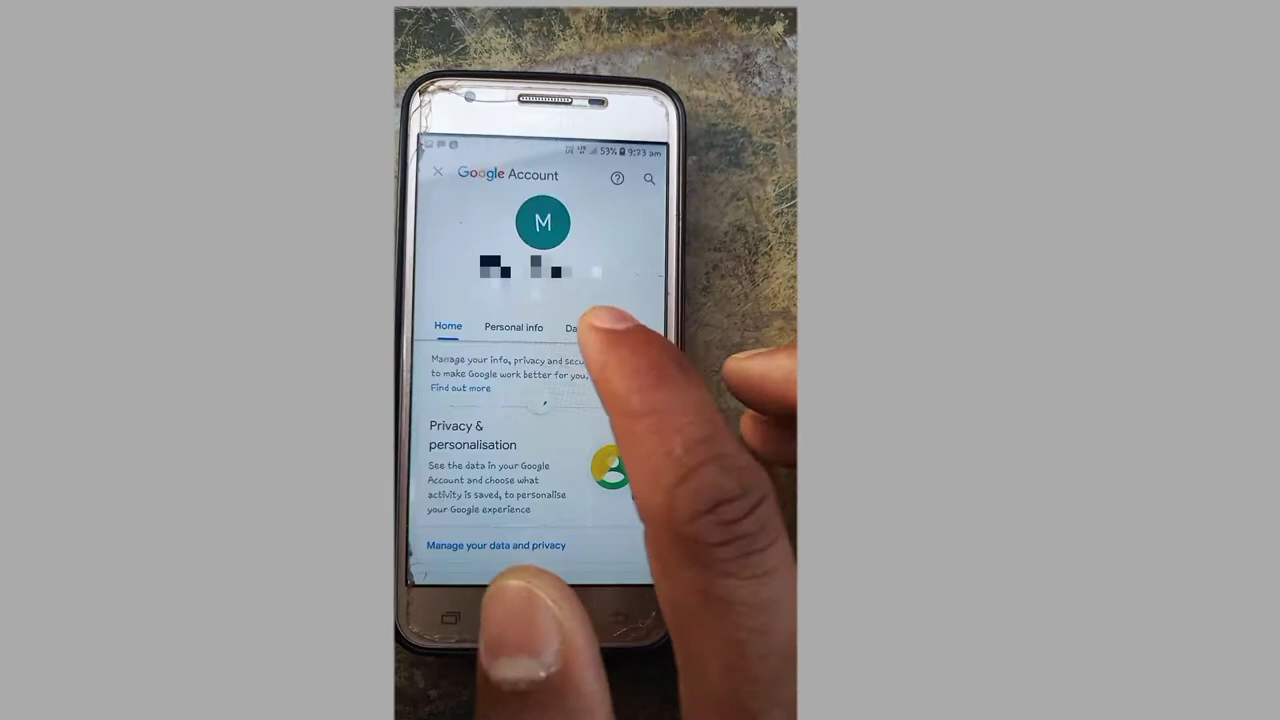 53% 9:23 am
Google Account
M
Home Personal info
Manage your info, privacy and
to make Google work better for you.
Find out more
Privacy &
personalisation
See the data in your Google
Account and choose what
activity is saved, to personalise
your Google experience
Manage your data and privacy